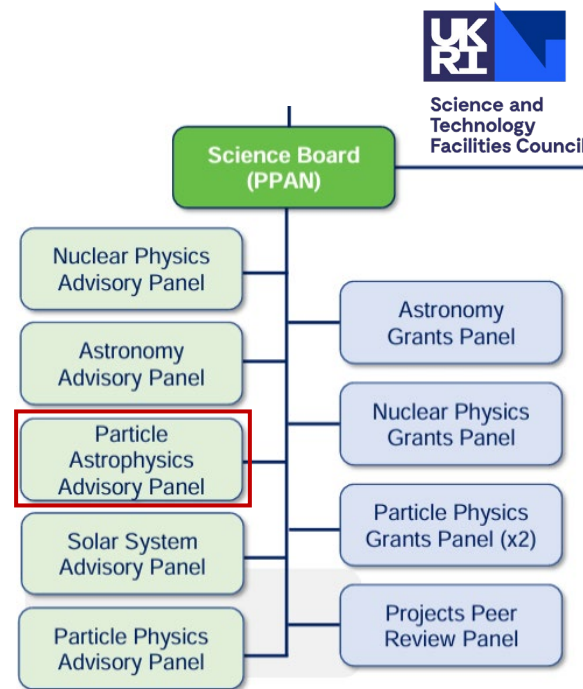 UK
RI
Science and
Technology
Facilities Council
Science Board
(PPAN)
Nuclear Physics
Advisory Panel
Astronomy
Advisory Panel
Particle
Astrophysics
Advisory Panel
Solar System
Advisory Panel
Particle Physics
Advisory Panel
Astronomy
Grants Panel
Nuclear Physics
Grants Panel
Particle Physics
Grants Panel (x2)
Projects Peer
Review Panel